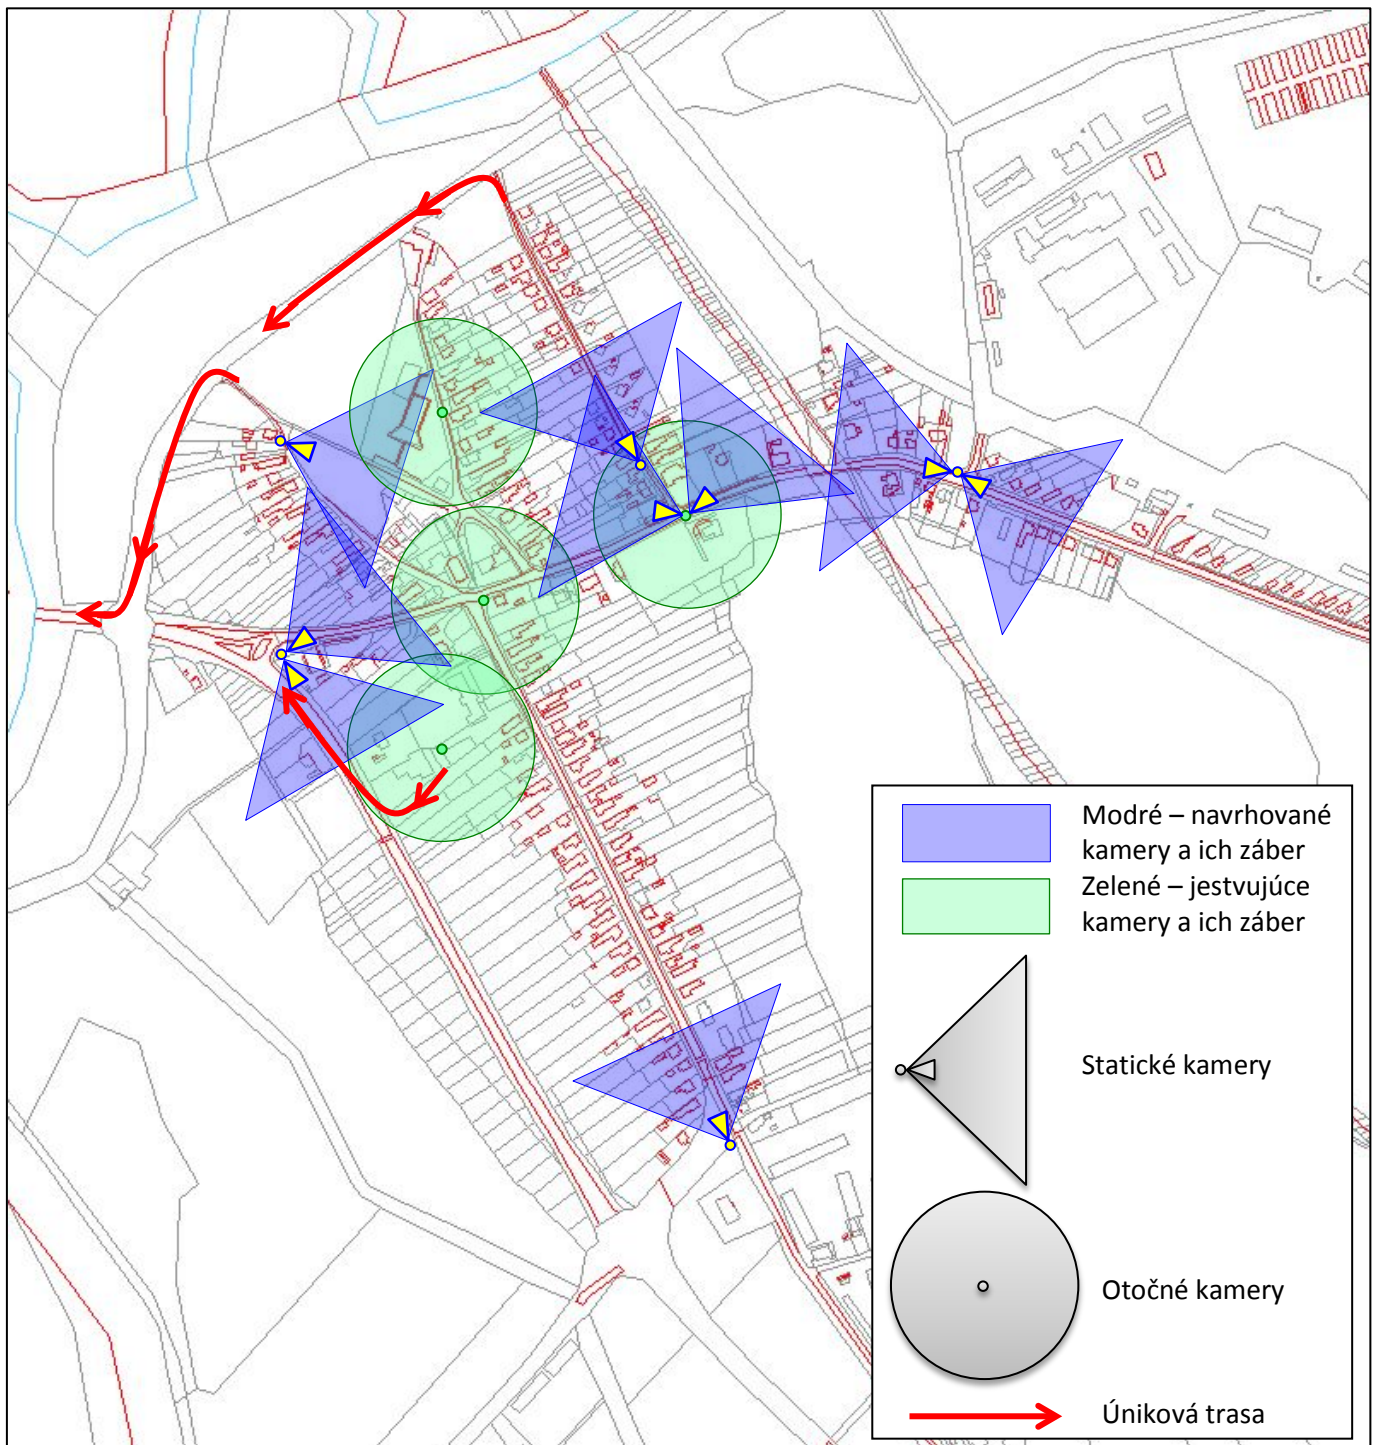 Modré – navrhované
kamery a ich záber
Zelené – jestvujúce
kamery a ich záber
Statické kamery
Otočné kamery
Úniková trasa